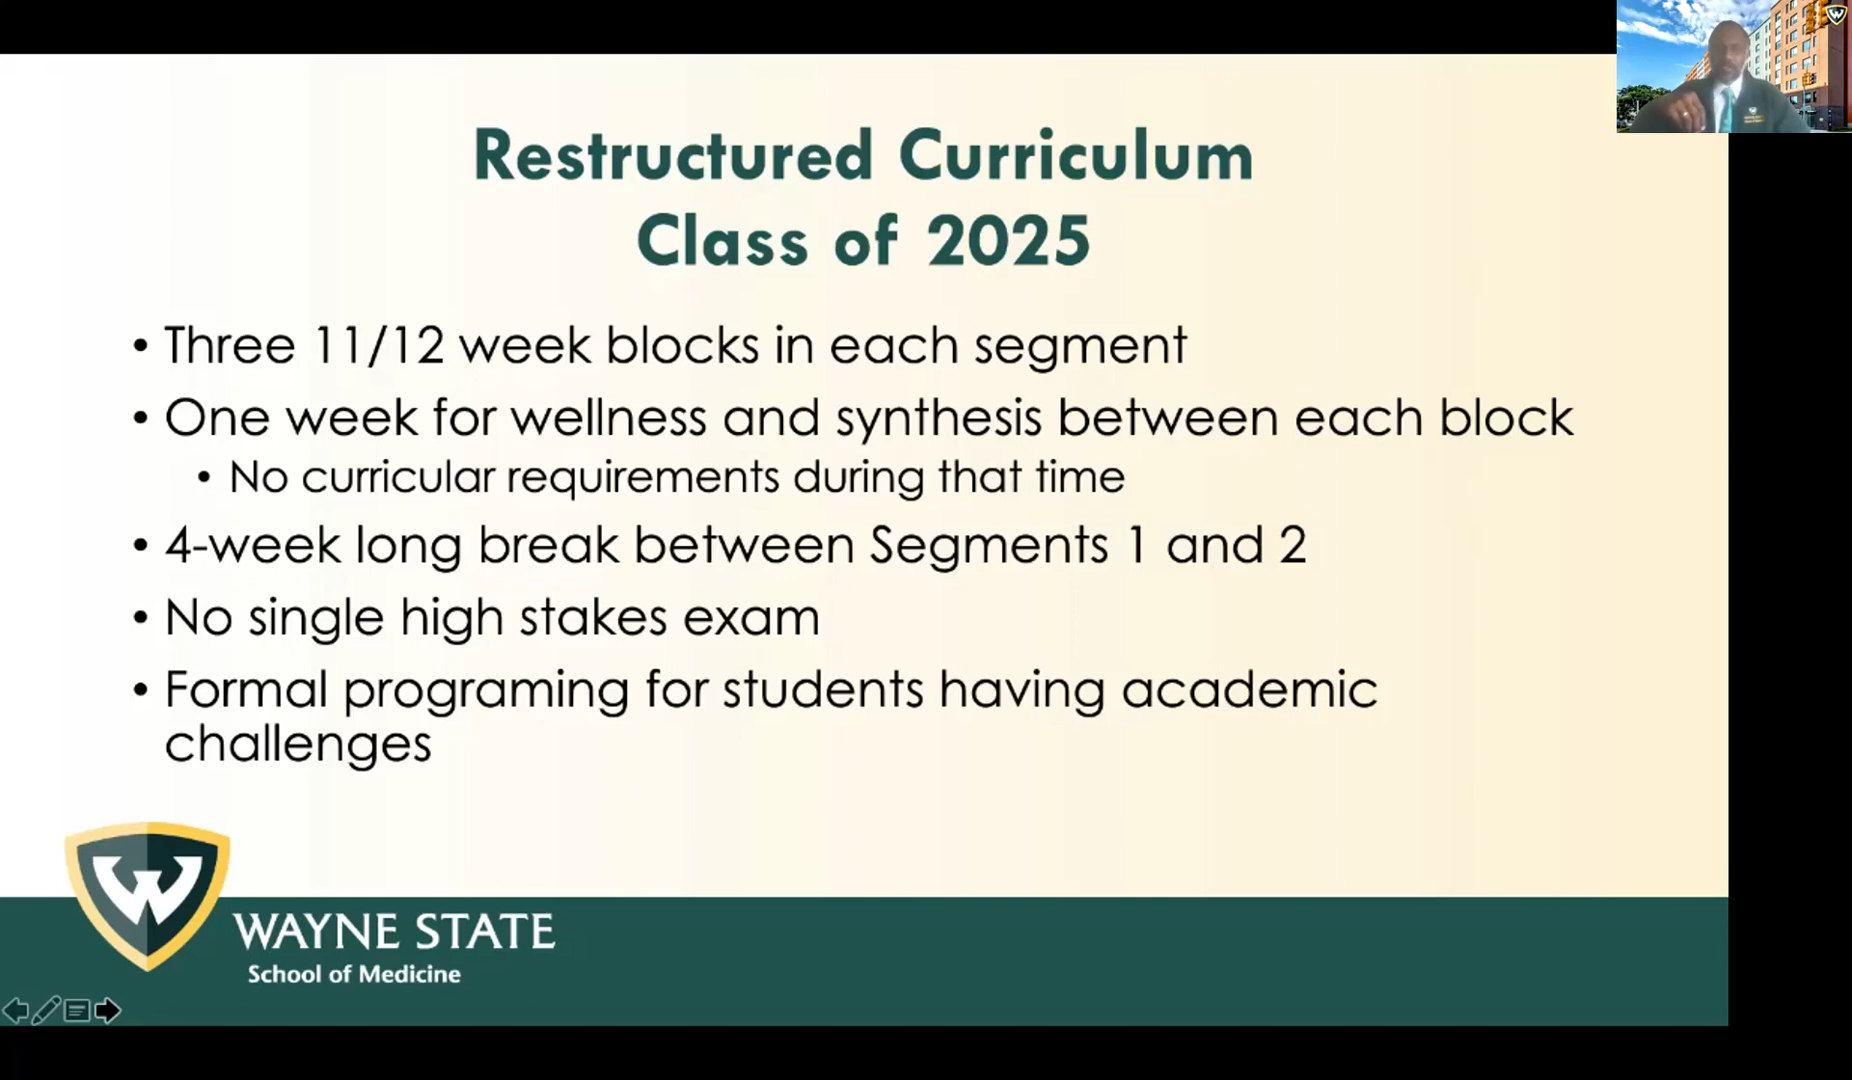 Restructured Curriculum
Class of 2025
• Three 11/12 week blocks in each segment
• One week for wellness and synthesis between each block
• No curricular requirements during that time
• 4-week long break between Segments 1 and 2
• No single high stakes exam
• Formal programing for students having academic
challenges
W
WAYNE STATE
School of Medicine